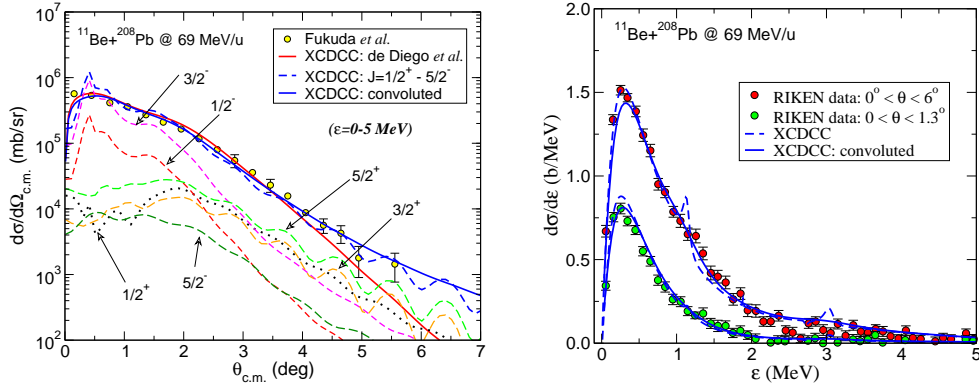 ¹¹Be+²⁰⁸Pb @ 69 MeV/u
Fukuda et al.
XCDCC: de Diego et al.
XCDCC: J=1/2⁺ - 5/2⁻
XCDCC: convoluted
(ε=0-5 MeV)
3/2⁻
1/2⁻
5/2⁺
3/2⁺
1/2⁺
5/2⁻
dσ/dΩc.m. (mb/sr)
10⁶
10⁵
10⁴
10³
10²
0 1 2 3 4 5 6 7
θc.m. (deg)
¹¹Be+²⁰⁸Pb @ 69 MeV/u
RIKEN data: 0° < θ < 6°
RIKEN data: 0 < θ < 1.3°
XCDCC
XCDCC: convoluted
dσ/dε (b/MeV)
2.0
1.5
1.0
0.5
0.0
0 1 2 3 4 5
ε (MeV)